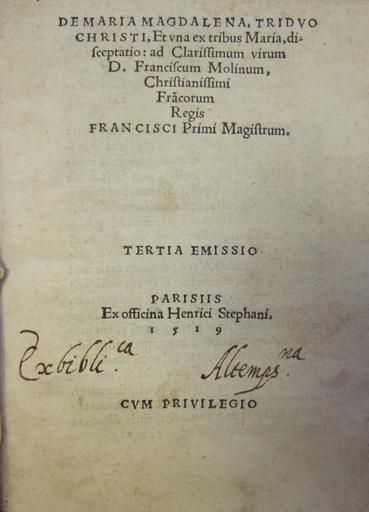 DE MARIA MAGDALENA, TRIDVO
CHRISTI, Et vna ex tribus Maria, di-
ſceptatio: ad Clariſſimum virum
D. Franciſcum Molinum,
Chriſtianiſſimi
Frãcorum
Regis
FRANCISCI Primi Magiſtrum.
TERTIA EMISSIO
PARISIIS
Ex officina Henrici Stephani.
1519
Ex bibli.ca Altemps.na
CVM PRIVILEGIO